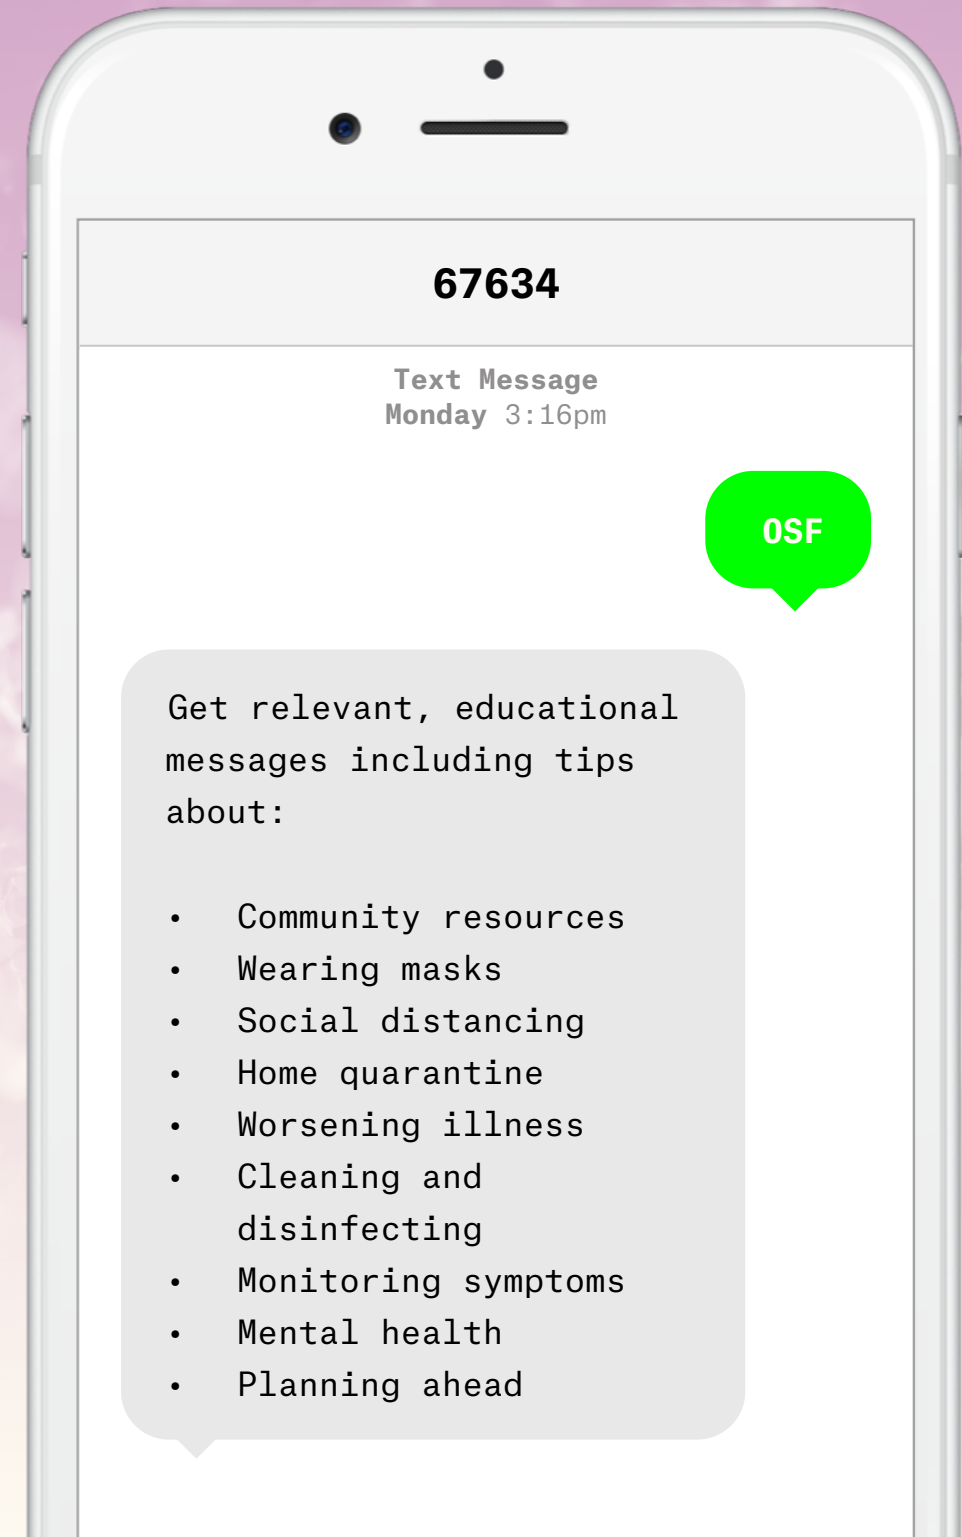 67634
Text Message
Monday 3:16pm
OSF
Get relevant, educational
messages including tips
about:
• Community resources
• Wearing masks
• Social distancing
• Home quarantine
• Worsening illness
• Cleaning and
disinfecting
• Monitoring symptoms
• Mental health
• Planning ahead